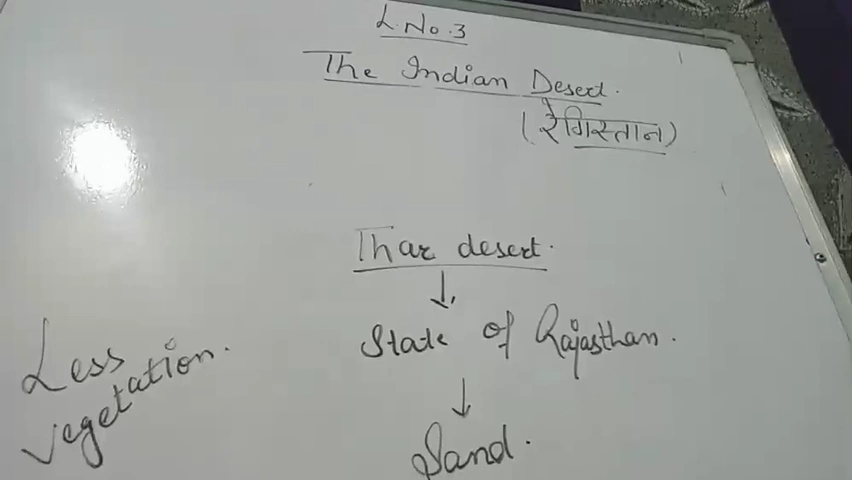 L.No.3
The Indian Desert.
(रेगिस्तान)
Thar desert.
↓
State of Rajasthan.
↓
Sand.
Less
vegetation.